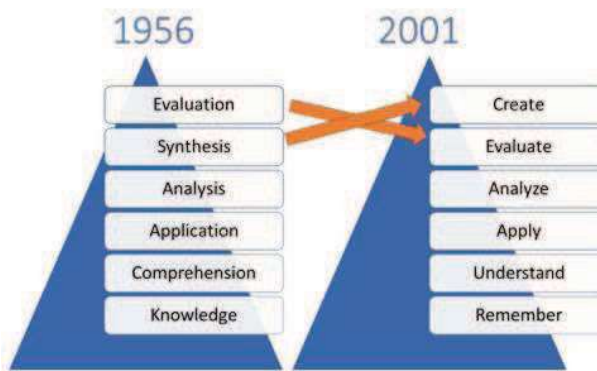 1956
Evaluation
Synthesis
Analysis
Application
Comprehension
Knowledge
2001
Create
Evaluate
Analyze
Apply
Understand
Remember